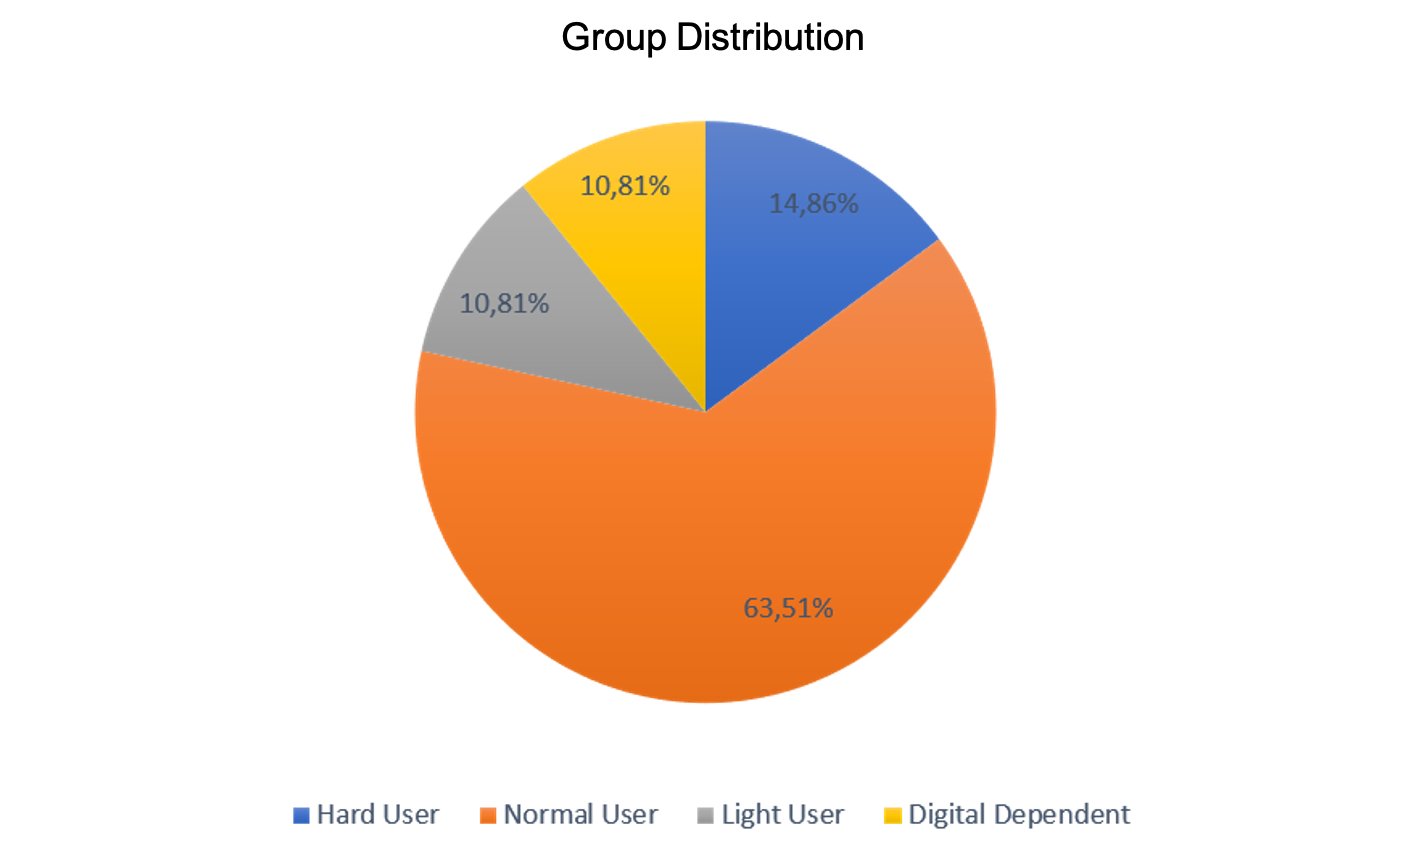 Group Distribution
10,81%
14,86%
10,81%
63,51%
Hard User Normal User Light User Digital Dependent